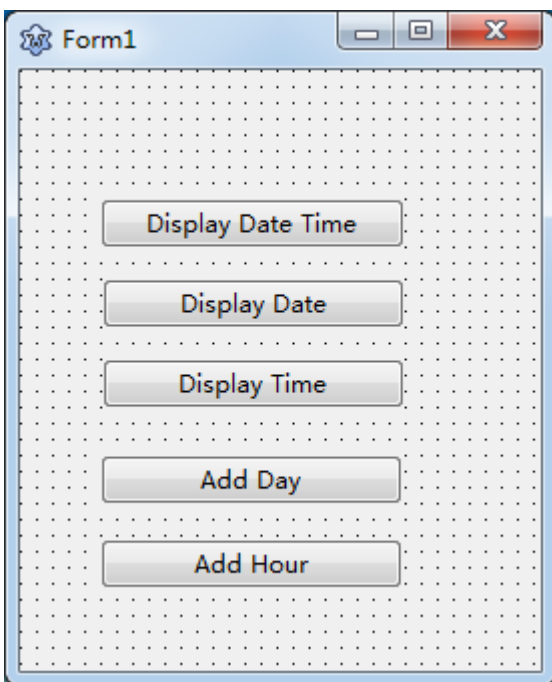 Form1
Display Date Time
Display Date
Display Time
Add Day
Add Hour